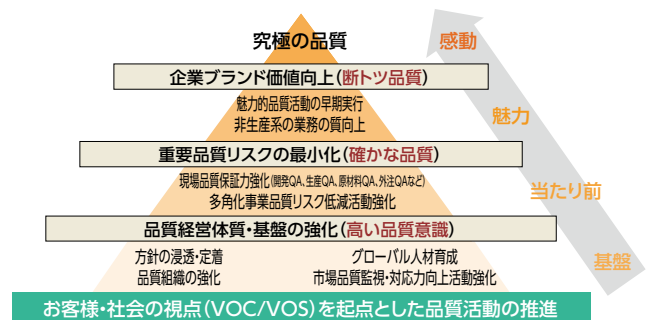 究極の品質
感動
企業ブランド価値向上(断トツ品質)
魅力的品質活動の早期実行
非生産系の業務の質向上
魅力
重要品質リスクの最小化(確かな品質)
現場品質保証力強化(開発QA、生産QA、原材料QA、外注QAなど)
多角化事業品質リスク低減活動強化
当たり前
品質経営体質・基盤の強化(高い品質意識)
方針の浸透・定着
品質組織の強化
グローバル人材育成
市場品質監視・対応力向上活動強化
基盤
お客様・社会の視点(VOC/VOS)を起点とした品質活動の推進